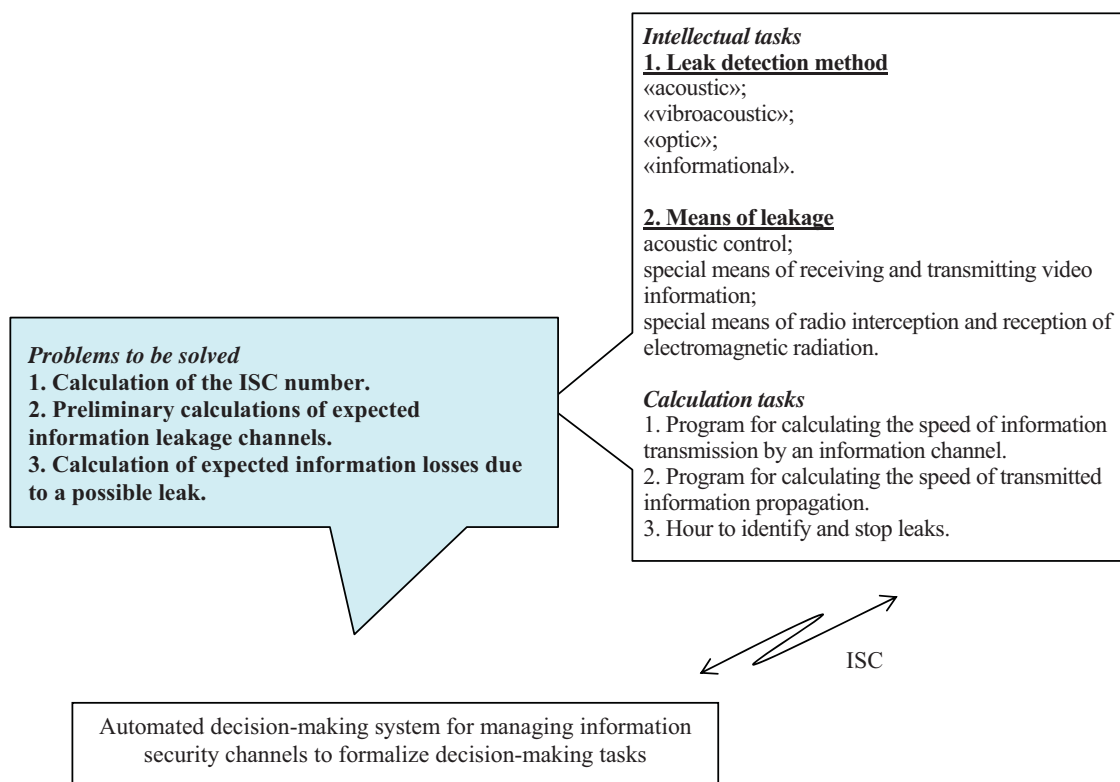 Intellectual tasks
1. Leak detection method
«acoustic»;
«vibroacoustic»;
«optic»;
«informational».
2. Means of leakage
acoustic control;
special means of receiving and transmitting video
information;
special means of radio interception and reception of
electromagnetic radiation.
Calculation tasks
1. Program for calculating the speed of information
transmission by an information channel.
2. Program for calculating the speed of transmitted
information propagation.
3. Hour to identify and stop leaks.
Problems to be solved
1. Calculation of the ISC number.
2. Preliminary calculations of expected
information leakage channels.
3. Calculation of expected information losses due
to a possible leak.
ISC
Automated decision-making system for managing information
security channels to formalize decision-making tasks